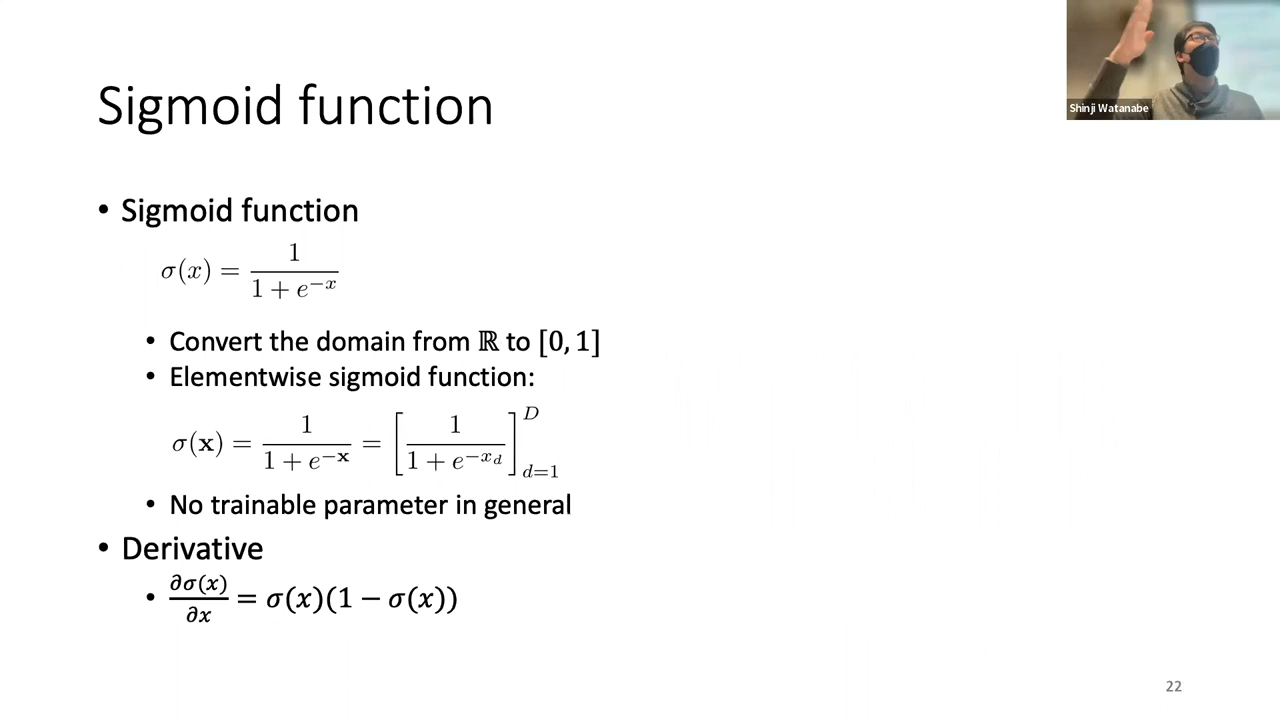 Shinji Watanabe
Sigmoid function
• Sigmoid function
σ(x) = 1 / (1 + e^{−x})
• Convert the domain from ℝ to [0, 1]
• Elementwise sigmoid function:
σ(𝐱) = 1 / (1 + e^{−𝐱}) = [1 / (1 + e^{−x_d})]_{d=1}^{D}
• No trainable parameter in general
• Derivative
• ∂σ(x)/∂x = σ(x)(1 − σ(x))
22